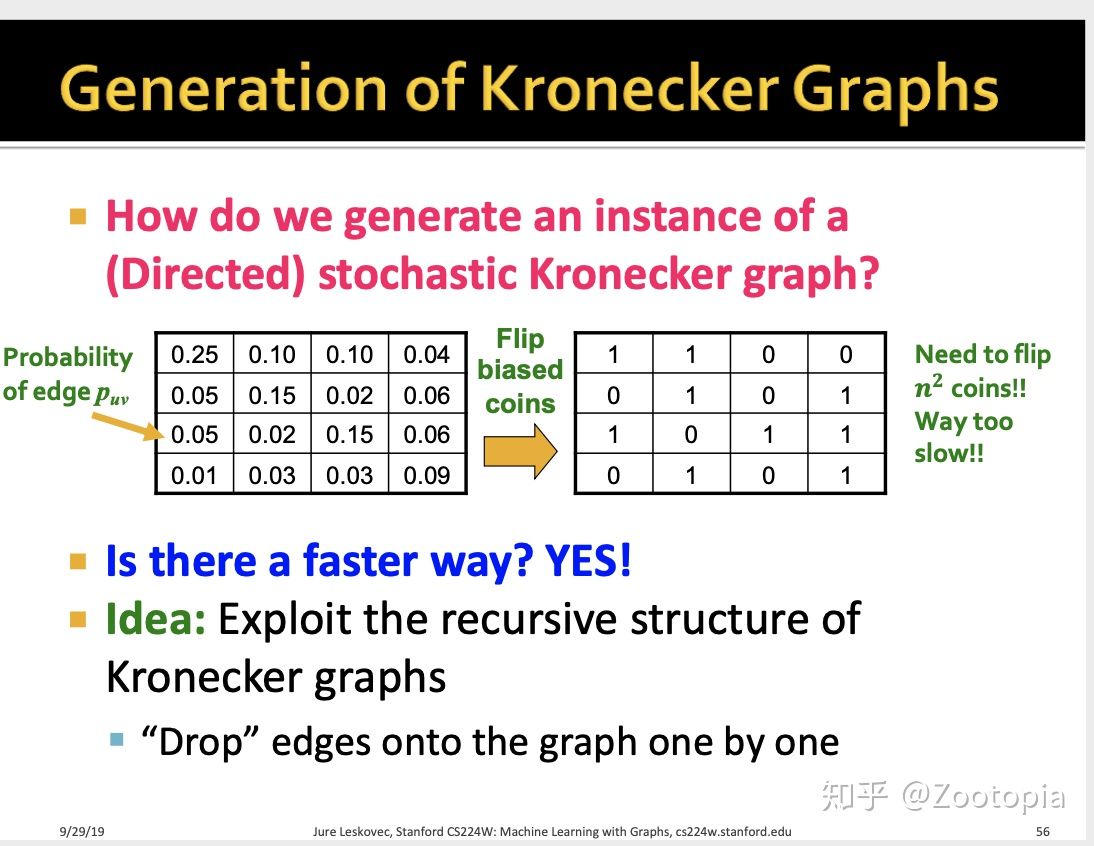 Generation of Kronecker Graphs
How do we generate an instance of a
(Directed) stochastic Kronecker graph?
Probability
of edge p_uv
0.25 0.10 0.10 0.04
0.05 0.15 0.02 0.06
0.05 0.02 0.15 0.06
0.01 0.03 0.03 0.09
Flip
biased
coins
1 1 0 0
0 1 0 1
1 0 1 1
0 1 0 1
Need to flip
n² coins!!
Way too
slow!!
Is there a faster way? YES!
Idea: Exploit the recursive structure of
Kronecker graphs
“Drop” edges onto the graph one by one
知乎 @Zootopia
9/29/19
Jure Leskovec, Stanford CS224W: Machine Learning with Graphs, cs224w.stanford.edu
56